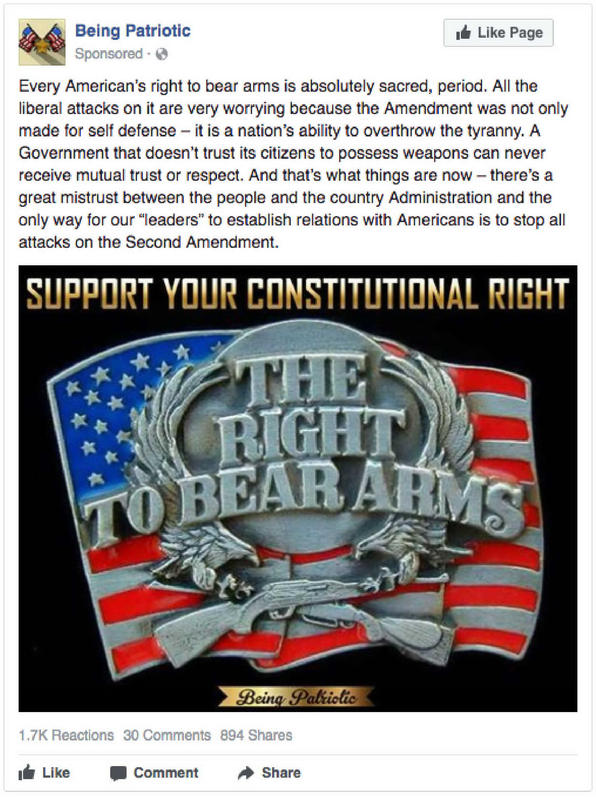 Being Patriotic
Like Page
Sponsored ·
Every American's right to bear arms is absolutely sacred, period. All the
liberal attacks on it are very worrying because the Amendment was not only
made for self defense – it is a nation's ability to overthrow the tyranny. A
Government that doesn't trust its citizens to possess weapons can never
receive mutual trust or respect. And that's what things are now – there's a
great mistrust between the people and the country Administration and the
only way for our “leaders” to establish relations with Americans is to stop all
attacks on the Second Amendment.
SUPPORT YOUR CONSTITUTIONAL RIGHT
THE
RIGHT
TO BEAR ARMS
Being Patriotic
1.7K Reactions 30 Comments 894 Shares
Like Comment Share